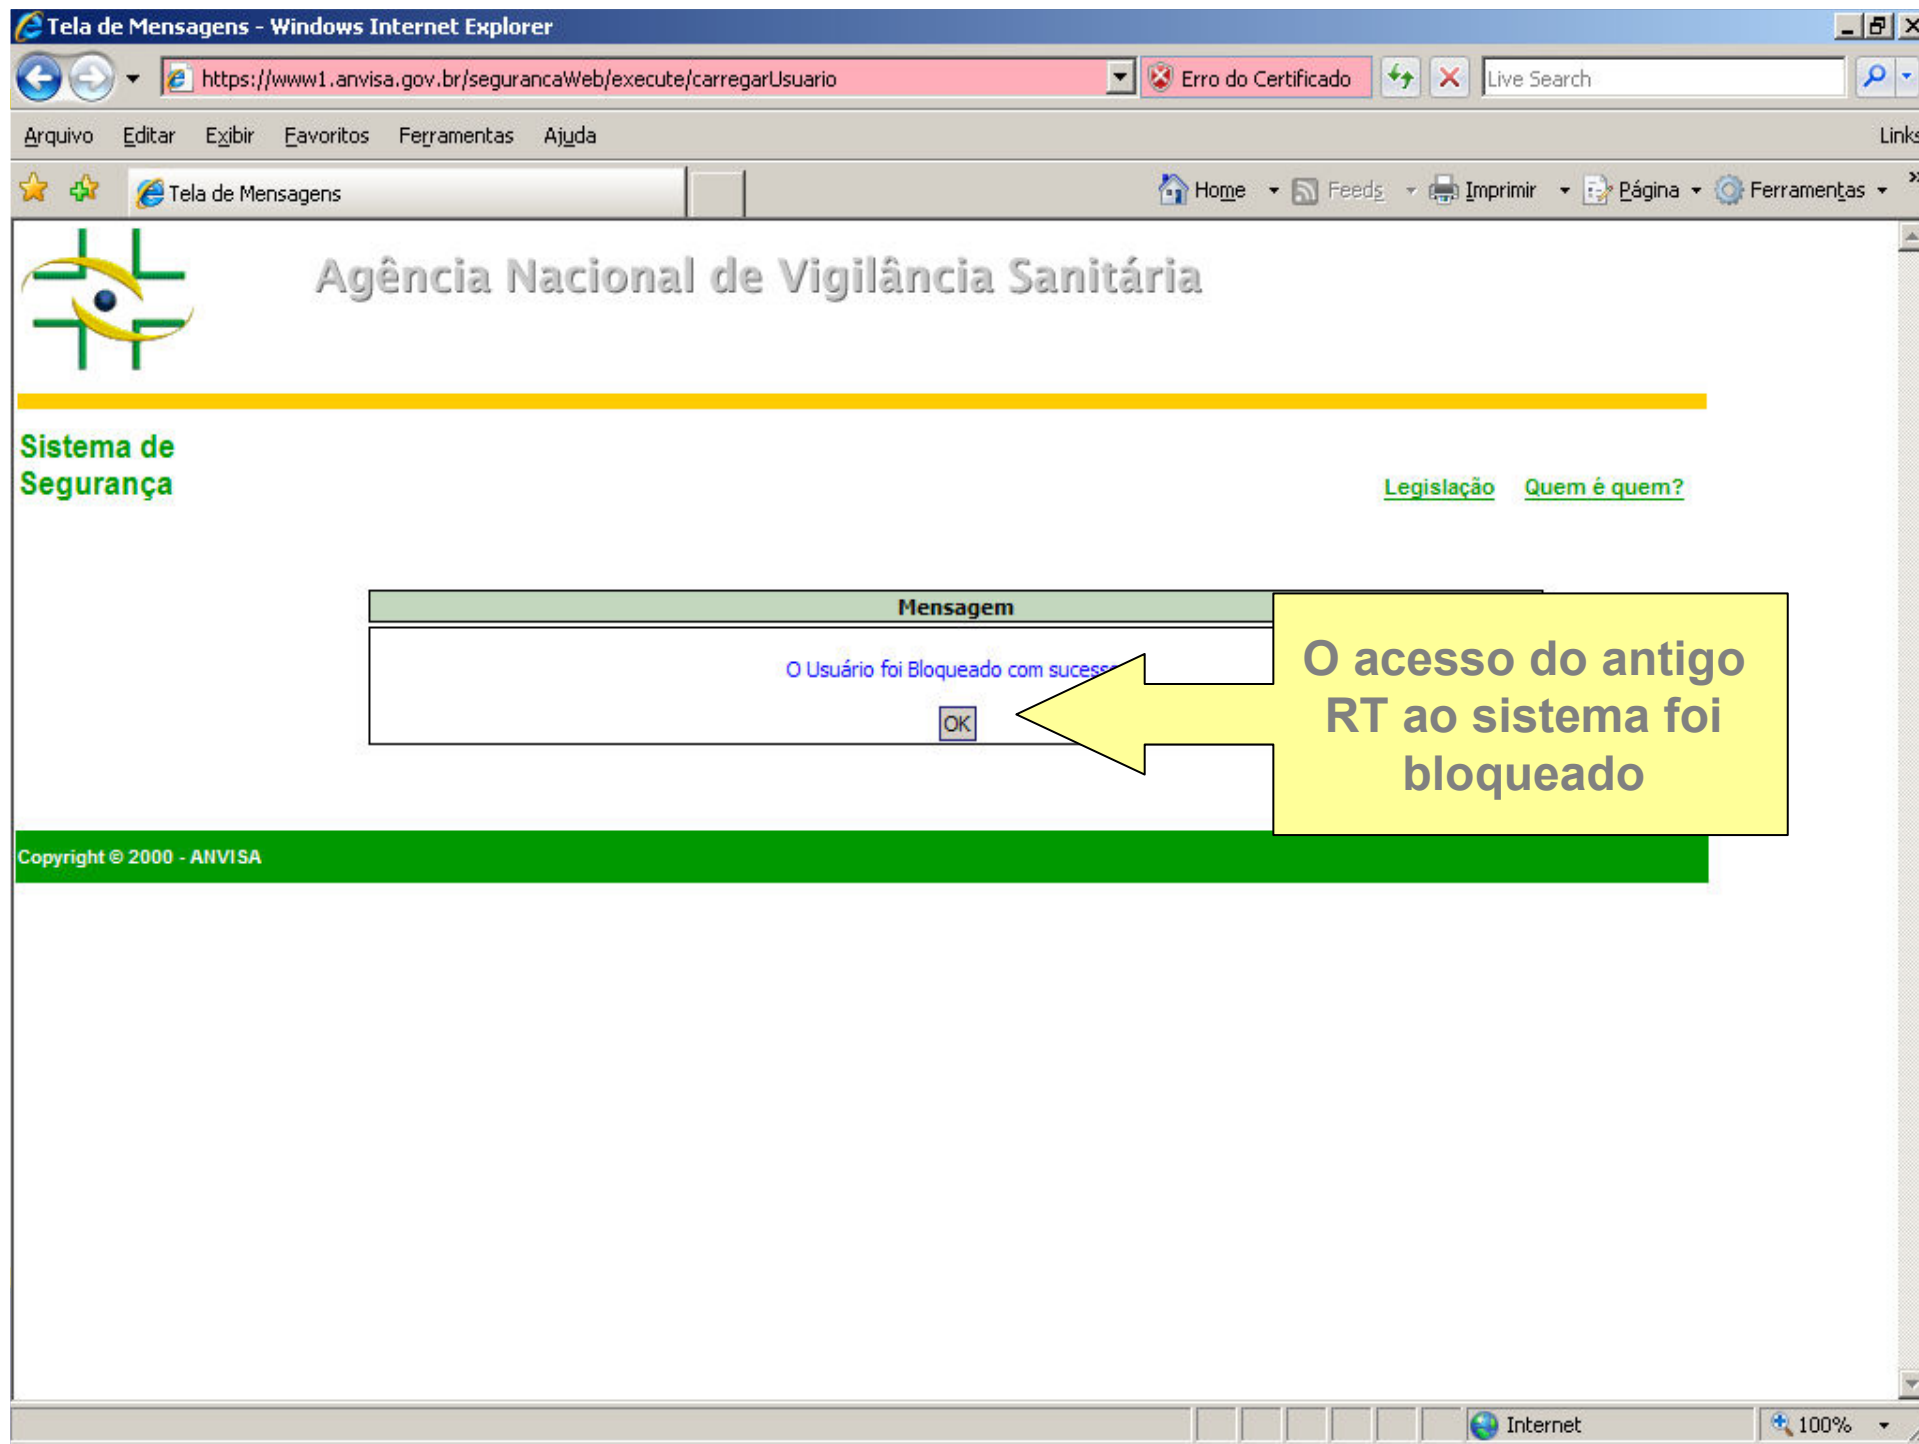 Tela de Mensagens - Windows Internet Explorer
https://www1.anvisa.gov.br/segurancaWeb/execute/carregarUsuario
Erro do Certificado
Live Search
Arquivo Editar Exibir Favoritos Ferramentas Ajuda
Links
Tela de Mensagens
Home Feeds Imprimir Página Ferramentas »
Agência Nacional de Vigilância Sanitária
Sistema de
Segurança
Legislação Quem é quem?
Mensagem
O Usuário foi Bloqueado com sucesso
OK
O acesso do antigo
RT ao sistema foi
bloqueado
Copyright © 2000 - ANVISA
Internet
100%